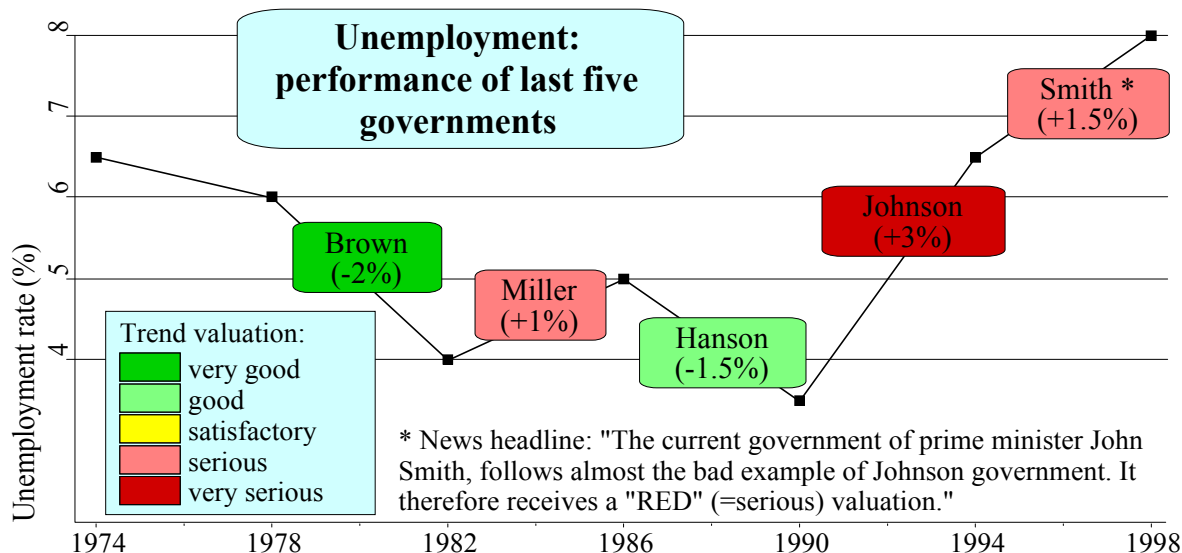 Unemployment:
performance of last five
governments
Unemployment rate (%)
8
7
6
5
4
Smith *
(+1.5%)
Johnson
(+3%)
Brown
(-2%)
Miller
(+1%)
Hanson
(-1.5%)
Trend valuation:
very good
good
satisfactory
serious
very serious
* News headline: "The current government of prime minister John
Smith, follows almost the bad example of Johnson government. It
therefore receives a "RED" (=serious) valuation."
1974 1978 1982 1986 1990 1994 1998